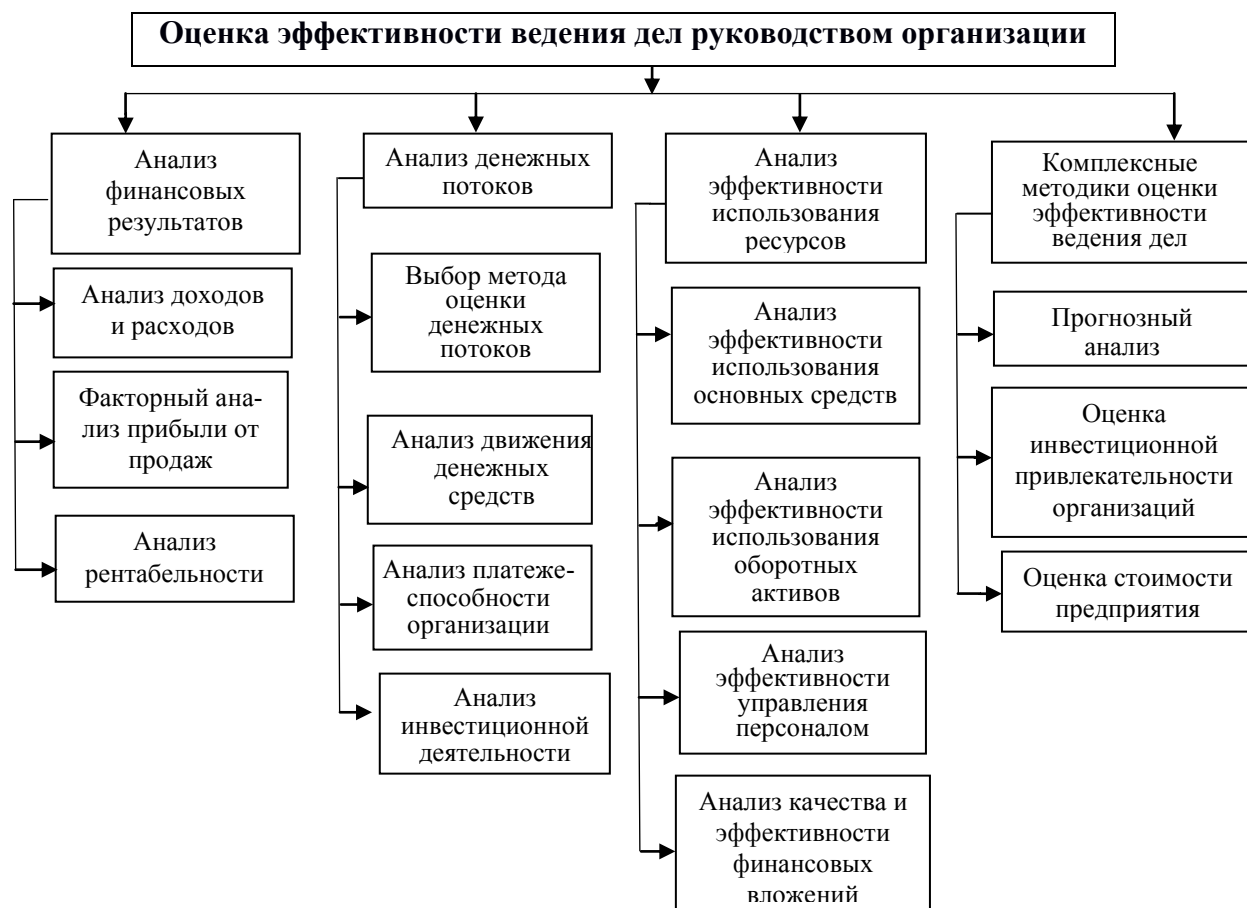 Оценка эффективности ведения дел руководством организации
Анализ
финансовых
результатов
Анализ доходов
и расходов
Факторный ана-
лиз прибыли от
продаж
Анализ
рентабельности
Анализ денежных
потоков
Выбор метода
оценки
денежных
потоков
Анализ движения
денежных
средств
Анализ платеже-
способности
организации
Анализ
инвестиционной
деятельности
Анализ
эффективности
использования
ресурсов
Анализ
эффективности
использования
основных средств
Анализ
эффективности
использования
оборотных
активов
Анализ
эффективности
управления
персоналом
Анализ качества и
эффективности
финансовых
вложений
Комплексные
методики оценки
эффективности
ведения дел
Прогнозный
анализ
Оценка
инвестиционной
привлекательности
организаций
Оценка стоимости
предприятия